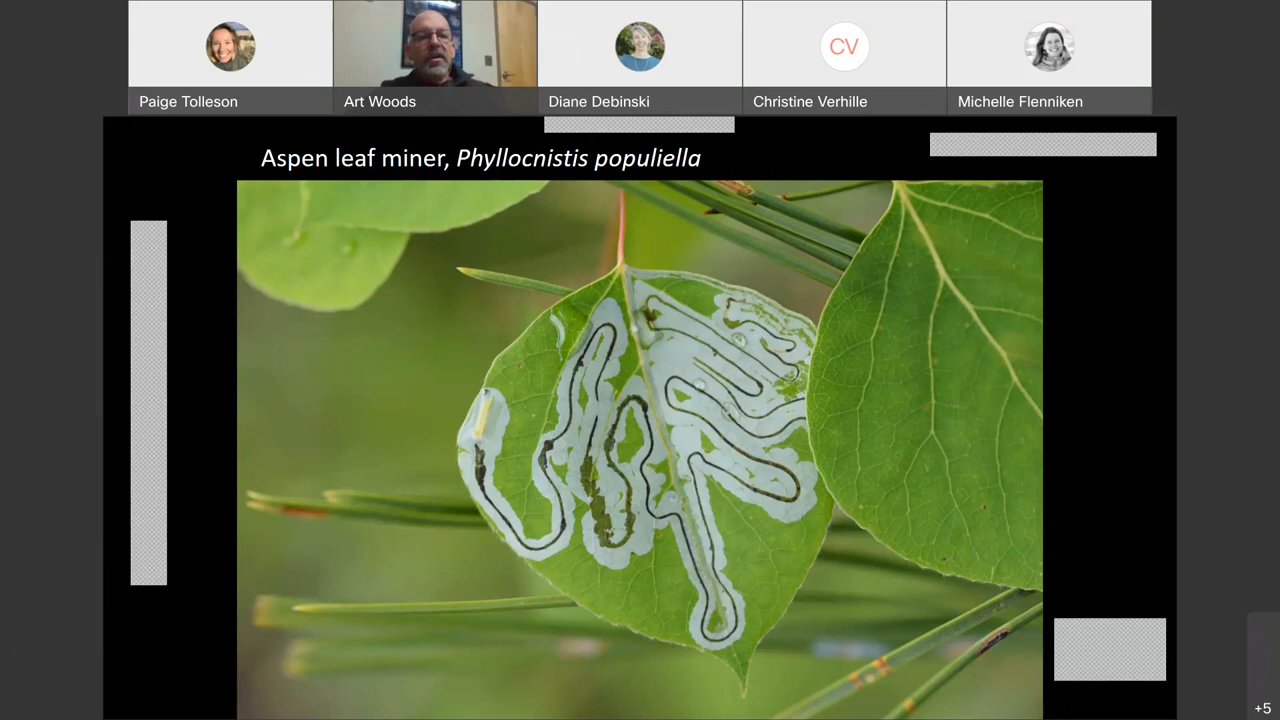 CV
Paige Tolleson
Art Woods
Diane Debinski
Christine Verhille
Michelle Flenniken
Aspen leaf miner, Phyllocnistis populiella
+5